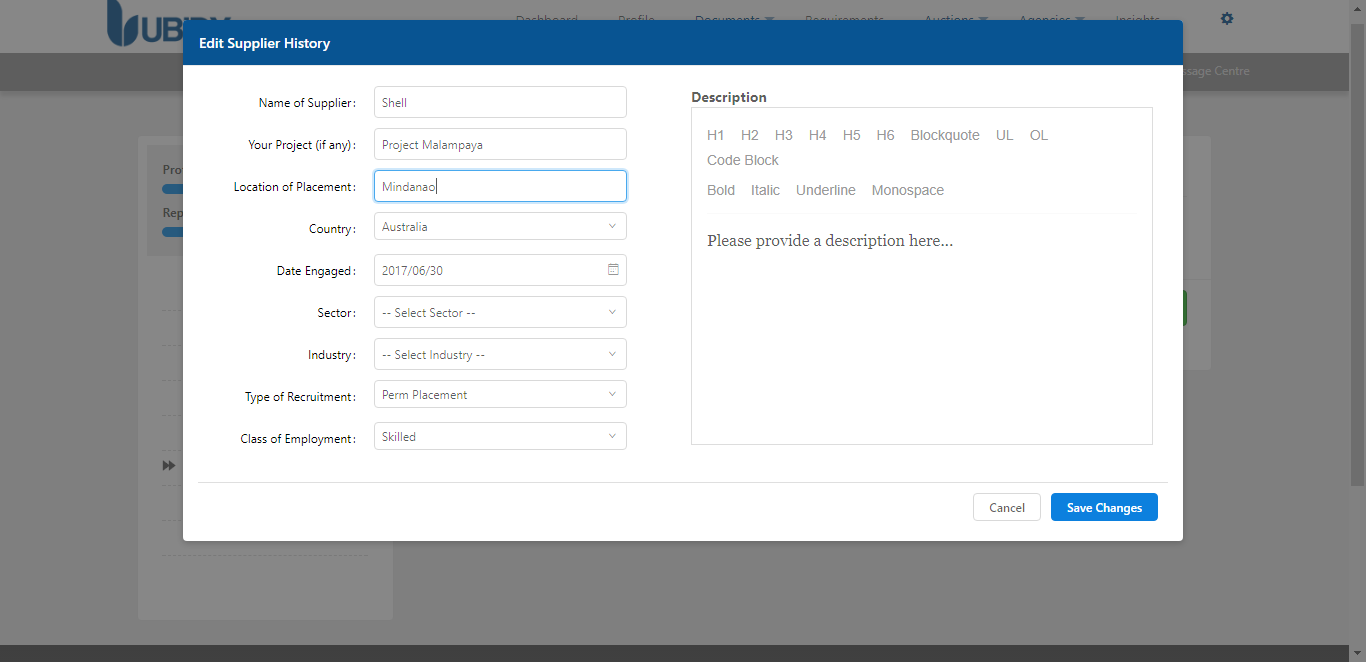 UBIDX
Dashboard Profile Documents Requirements Auctions Agencies Insights
Edit Supplier History
ssage Centre
Name of Supplier: Shell
Your Project (if any): Project Malampaya
Location of Placement: Mindanao
Country: Australia
Date Engaged: 2017/06/30
Sector: -- Select Sector --
Industry: -- Select Industry --
Type of Recruitment: Perm Placement
Class of Employment: Skilled
Pro
Rep
Description
H1 H2 H3 H4 H5 H6 Blockquote UL OL
Code Block
Bold Italic Underline Monospace
Please provide a description here...
Cancel Save Changes